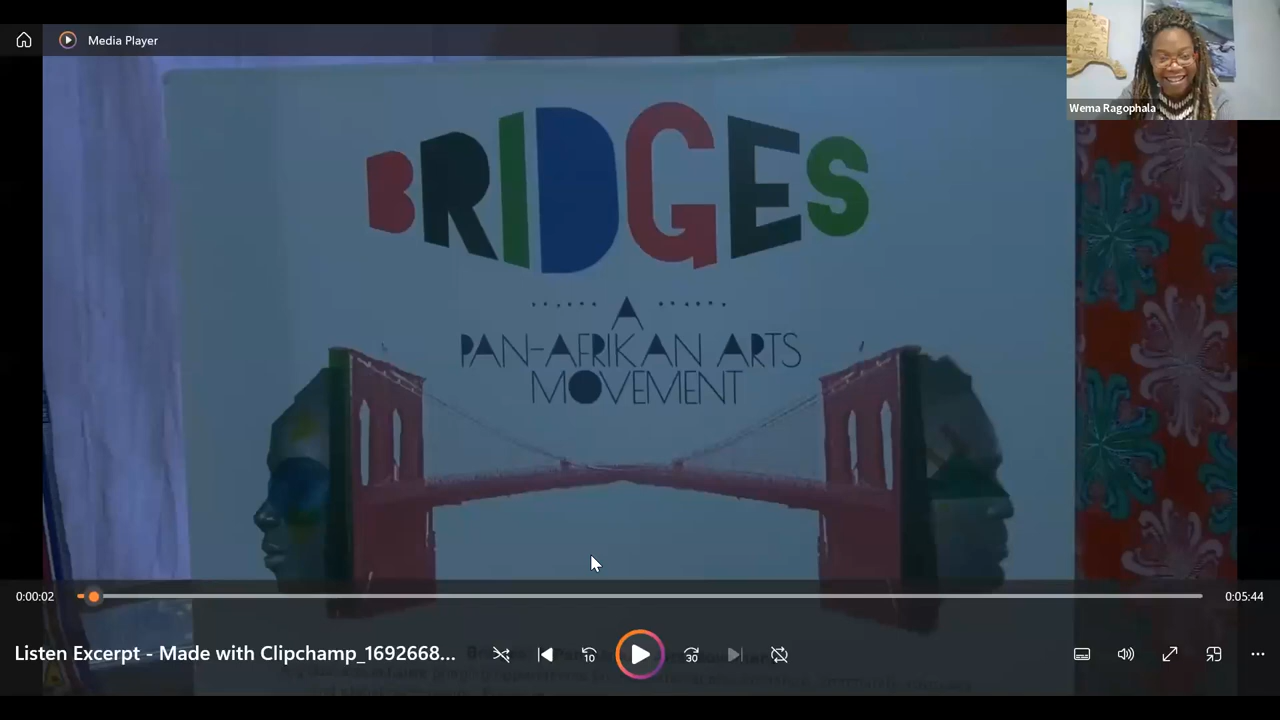 Media Player
Wema Ragophala
BRIDGES
A
PAN-AFRIKAN ARTS
MOVEMENT
0:00:02
0:05:44
Listen Excerpt - Made with Clipchamp_1692668...
10
30